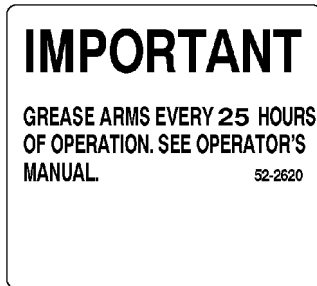 IMPORTANT
GREASE ARMS EVERY 25 HOURS
OF OPERATION. SEE OPERATOR'S
MANUAL. 52-2620